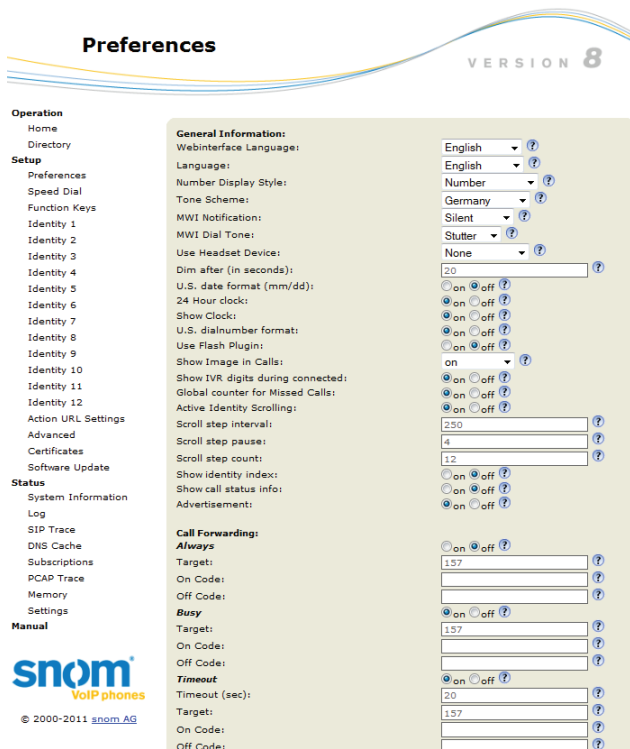 Preferences
VERSION 8
Operation
Home
Directory
Setup
Preferences
Speed Dial
Function Keys
Identity 1
Identity 2
Identity 3
Identity 4
Identity 5
Identity 6
Identity 7
Identity 8
Identity 9
Identity 10
Identity 11
Identity 12
Action URL Settings
Advanced
Certificates
Software Update
Status
System Information
Log
SIP Trace
DNS Cache
Subscriptions
PCAP Trace
Memory
Settings
Manual
snom
VoIP phones
© 2000-2011 snom AG
General Information:
Webinterface Language: English ?
Language: English ?
Number Display Style: Number ?
Tone Scheme: Germany ?
MWI Notification: Silent ?
MWI Dial Tone: Stutter ?
Use Headset Device: None ?
Dim after (in seconds): 20 ?
U.S. date format (mm/dd): on off ?
24 Hour clock: on off ?
Show Clock: on off ?
U.S. dialnumber format: on off ?
Use Flash Plugin: on off ?
Show Image in Calls: on ?
Show IVR digits during connected: on off ?
Global counter for Missed Calls: on off ?
Active Identity Scrolling: on off ?
Scroll step interval: 250 ?
Scroll step pause: 4 ?
Scroll step count: 12 ?
Show identity index: on off ?
Show call status info: on off ?
Advertisement: on off ?
Call Forwarding:
Always on off ?
Target: 157 ?
On Code: ?
Off Code: ?
Busy on off ?
Target: 157 ?
On Code: ?
Off Code: ?
Timeout on off ?
Timeout (sec): 20 ?
Target: 157 ?
On Code: ?
Off Code: ?